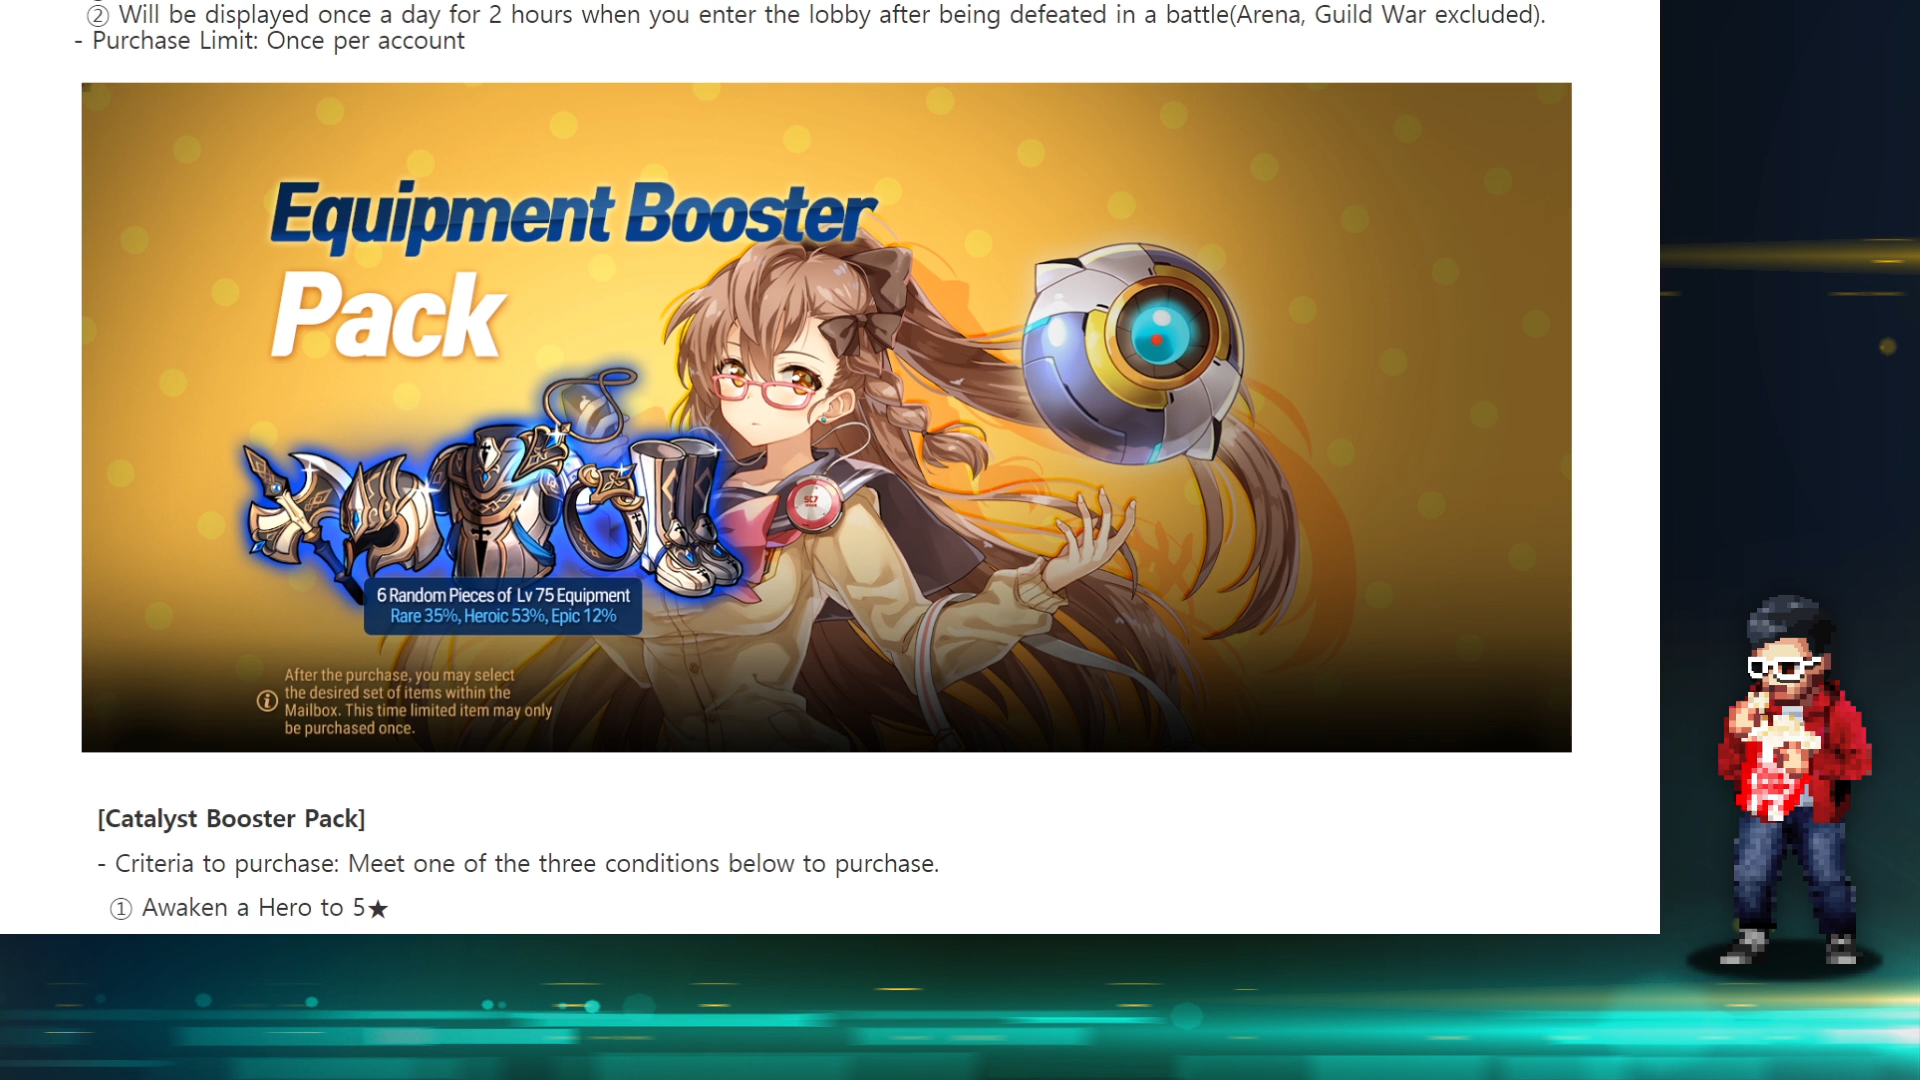 ② Will be displayed once a day for 2 hours when you enter the lobby after being defeated in a battle(Arena, Guild War excluded).
- Purchase Limit: Once per account
Equipment Booster
Pack
SC7
6 Random Pieces of Lv 75 Equipment
Rare 35%, Heroic 53%, Epic 12%
After the purchase, you may select
the desired set of items within the
Mailbox. This time limited item may only
be purchased once.
[Catalyst Booster Pack]
- Criteria to purchase: Meet one of the three conditions below to purchase.
① Awaken a Hero to 5★